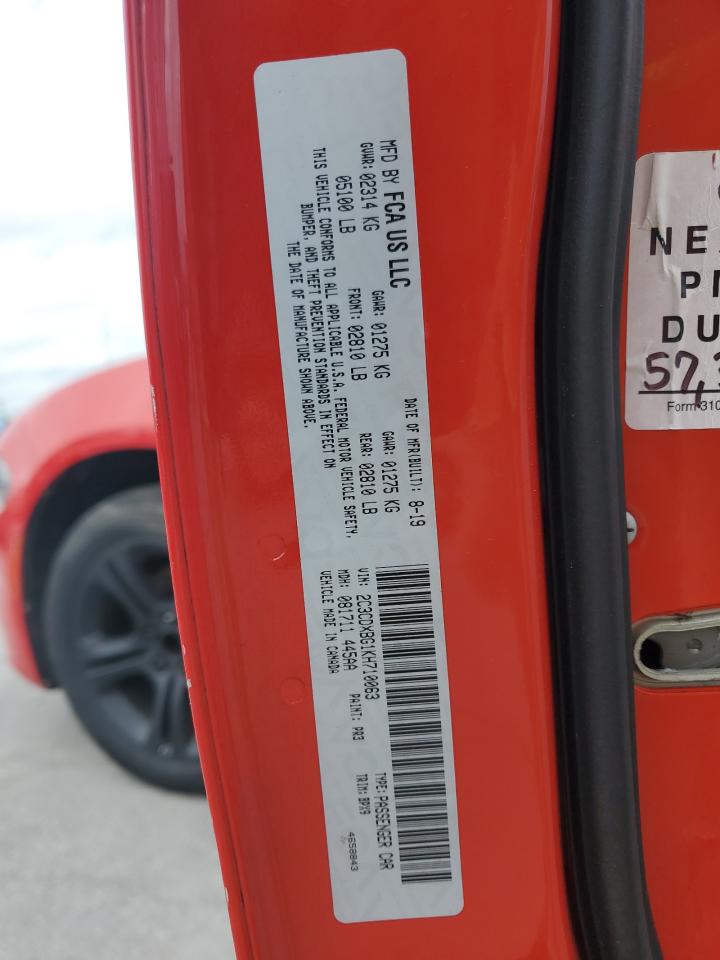 MFD BY FCA US LLC
DATE OF MFR(BUILT): 8-19
GVWR: 02314 KG
GAWR: 01275 KG
GAWR: 01275 KG
05100 LB
FRONT: 02810 LB
REAR: 02810 LB
THIS VEHICLE CONFORMS TO ALL APPLICABLE U.S.A. FEDERAL MOTOR VEHICLE SAFETY,
BUMPER, AND THEFT PREVENTION STANDARDS IN EFFECT ON
THE DATE OF MANUFACTURE SHOWN ABOVE.
VIN: 2C3CDXBG1KH710063
TYPE: PASSENGER CAR
MDH: 081711 445AA
PAINT: PR3
TRIM: BPX9
VEHICLE MADE IN CANADA
4658843
NE
DU
57,
Form 310